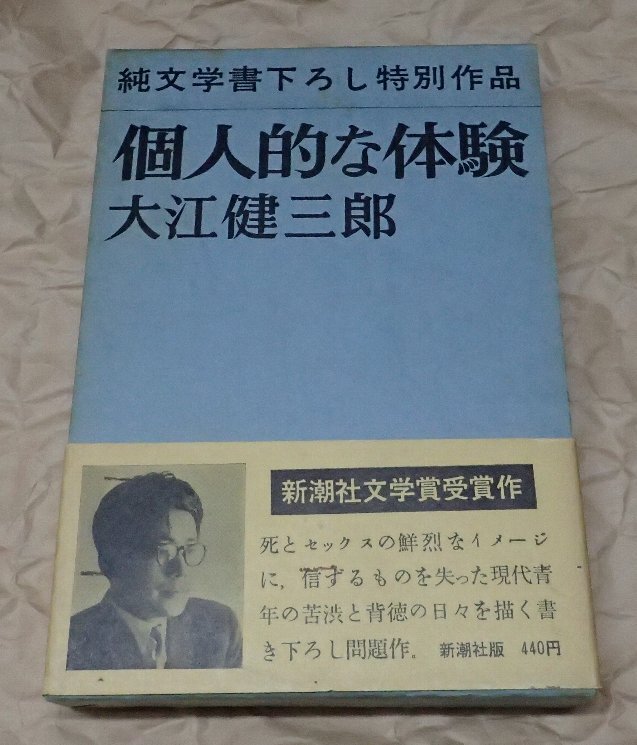 純文学書下ろし特別作品
個人的な体験
大江健三郎
新潮社文学賞受賞作
死とセックスの鮮烈なイメージ
に，信ずるものを失った現代青
年の苦渋と背徳の日々を描く書
き下ろし問題作。 新潮社版 440円